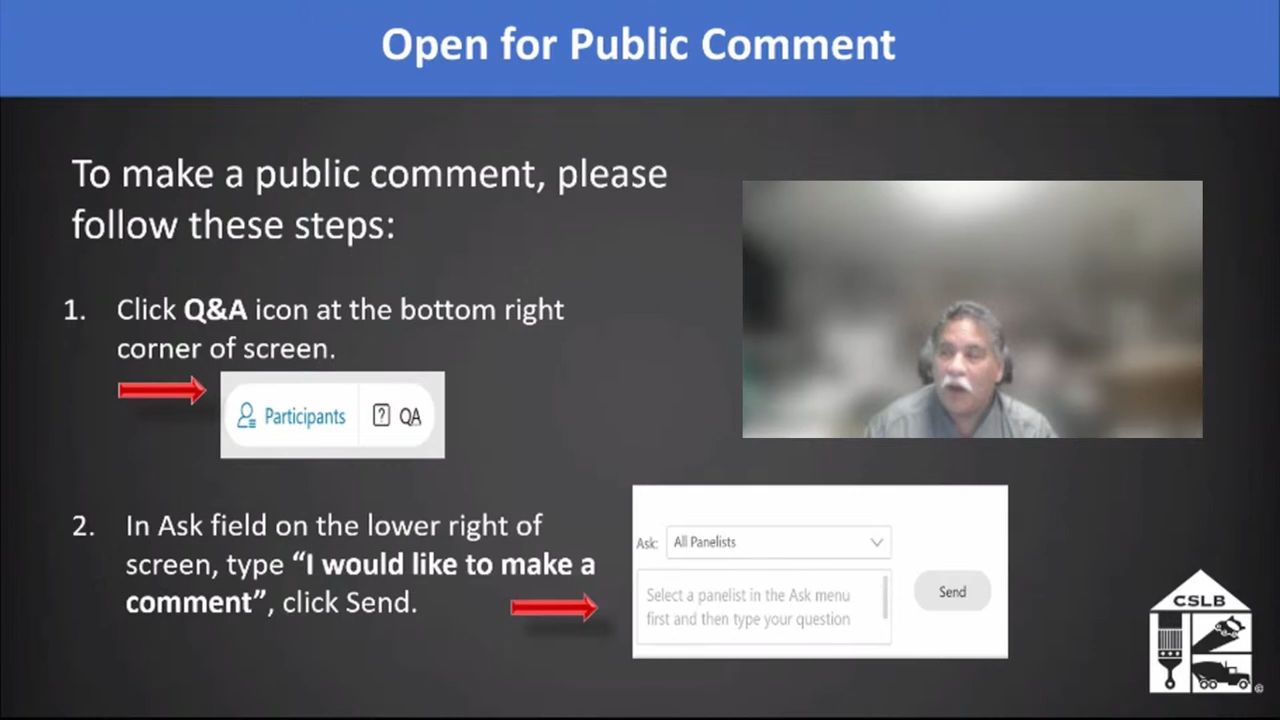 Open for Public Comment
To make a public comment, please
follow these steps:
1. Click Q&A icon at the bottom right
corner of screen.
Participants
QA
2. In Ask field on the lower right of
screen, type “I would like to make a
comment”, click Send.
Ask:
All Panelists
Select a panelist in the Ask menu
first and then type your question
Send
CSLB
©